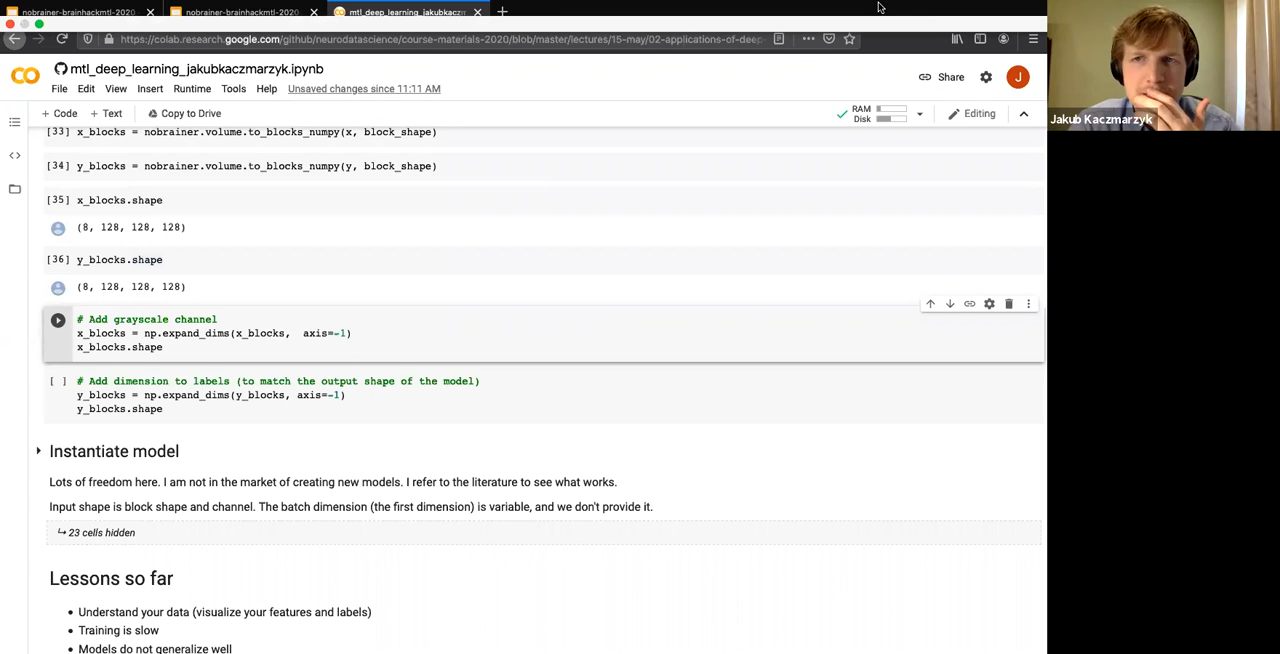 nobrainer-brainhackmtl-2020
nobrainer-brainhackmtl-2020
mtl_deep_learning_jakubkaczm
https://colab.research.google.com/github/neurodatascience/course-materials-2020/blob/master/lectures/15-may/02-applications-of-deep-
mtl_deep_learning_jakubkaczmarzyk.ipynb
Share
J
File Edit View Insert Runtime Tools Help Unsaved changes since 11:11 AM
+ Code + Text Copy to Drive
RAM
Disk
Editing
[33] x_blocks = nobrainer.volume.to_blocks_numpy(x, block_shape)
[34] y_blocks = nobrainer.volume.to_blocks_numpy(y, block_shape)
[35] x_blocks.shape
(8, 128, 128, 128)
[36] y_blocks.shape
(8, 128, 128, 128)
# Add grayscale channel
x_blocks = np.expand_dims(x_blocks,  axis=-1)
x_blocks.shape
[ ] # Add dimension to labels (to match the output shape of the model)
y_blocks = np.expand_dims(y_blocks, axis=-1)
y_blocks.shape
Instantiate model
Lots of freedom here. I am not in the market of creating new models. I refer to the literature to see what works.
Input shape is block shape and channel. The batch dimension (the first dimension) is variable, and we don't provide it.
↳ 23 cells hidden
Lessons so far
• Understand your data (visualize your features and labels)
• Training is slow
• Models do not generalize well
Jakub Kaczmarzyk